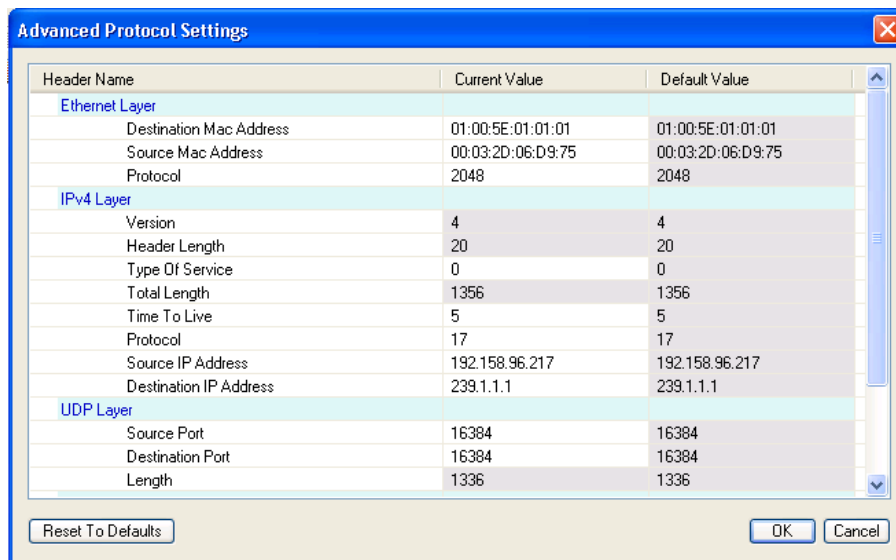 Advanced Protocol Settings
Header Name Current Value Default Value
Ethernet Layer
Destination Mac Address 01:00:5E:01:01:01 01:00:5E:01:01:01
Source Mac Address 00:03:2D:06:D9:75 00:03:2D:06:D9:75
Protocol 2048 2048
IPv4 Layer
Version 4 4
Header Length 20 20
Type Of Service 0 0
Total Length 1356 1356
Time To Live 5 5
Protocol 17 17
Source IP Address 192.158.96.217 192.158.96.217
Destination IP Address 239.1.1.1 239.1.1.1
UDP Layer
Source Port 16384 16384
Destination Port 16384 16384
Length 1336 1336
Reset To Defaults OK Cancel